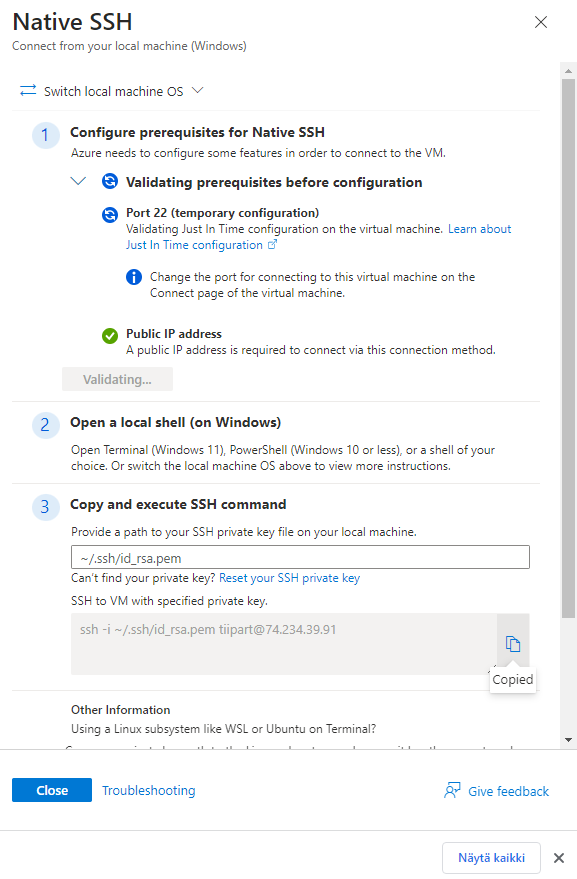 Native SSH
Connect from your local machine (Windows)
Switch local machine OS
1
Configure prerequisites for Native SSH
Azure needs to configure some features in order to connect to the VM.
Validating prerequisites before configuration
Port 22 (temporary configuration)
Validating Just In Time configuration on the virtual machine. Learn about
Just In Time configuration
Change the port for connecting to this virtual machine on the
Connect page of the virtual machine.
Public IP address
A public IP address is required to connect via this connection method.
Validating...
2
Open a local shell (on Windows)
Open Terminal (Windows 11), PowerShell (Windows 10 or less), or a shell of your
choice. Or switch the local machine OS above to view more instructions.
3
Copy and execute SSH command
Provide a path to your SSH private key file on your local machine.
~/.ssh/id_rsa.pem
Can't find your private key? Reset your SSH private key
SSH to VM with specified private key.
ssh -i ~/.ssh/id_rsa.pem tiipart@74.234.39.91
Copied
Other Information
Using a Linux subsystem like WSL or Ubuntu on Terminal?
Close
Troubleshooting
Give feedback
Näytä kaikki